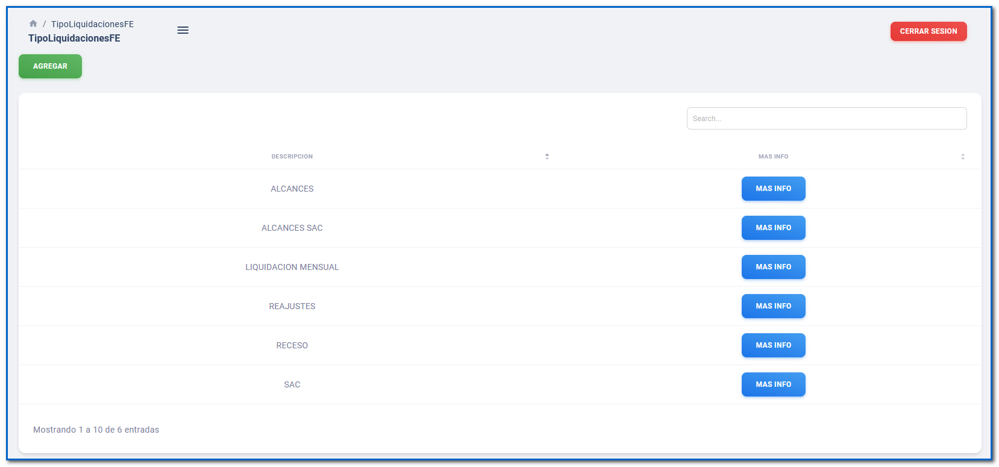 / TipoLiquidacionesFE
TipoLiquidacionesFE
CERRAR SESION
AGREGAR
Search...
DESCRIPCION MAS INFO
ALCANCES MAS INFO
ALCANCES SAC MAS INFO
LIQUIDACION MENSUAL MAS INFO
REAJUSTES MAS INFO
RECESO MAS INFO
SAC MAS INFO
Mostrando 1 a 10 de 6 entradas